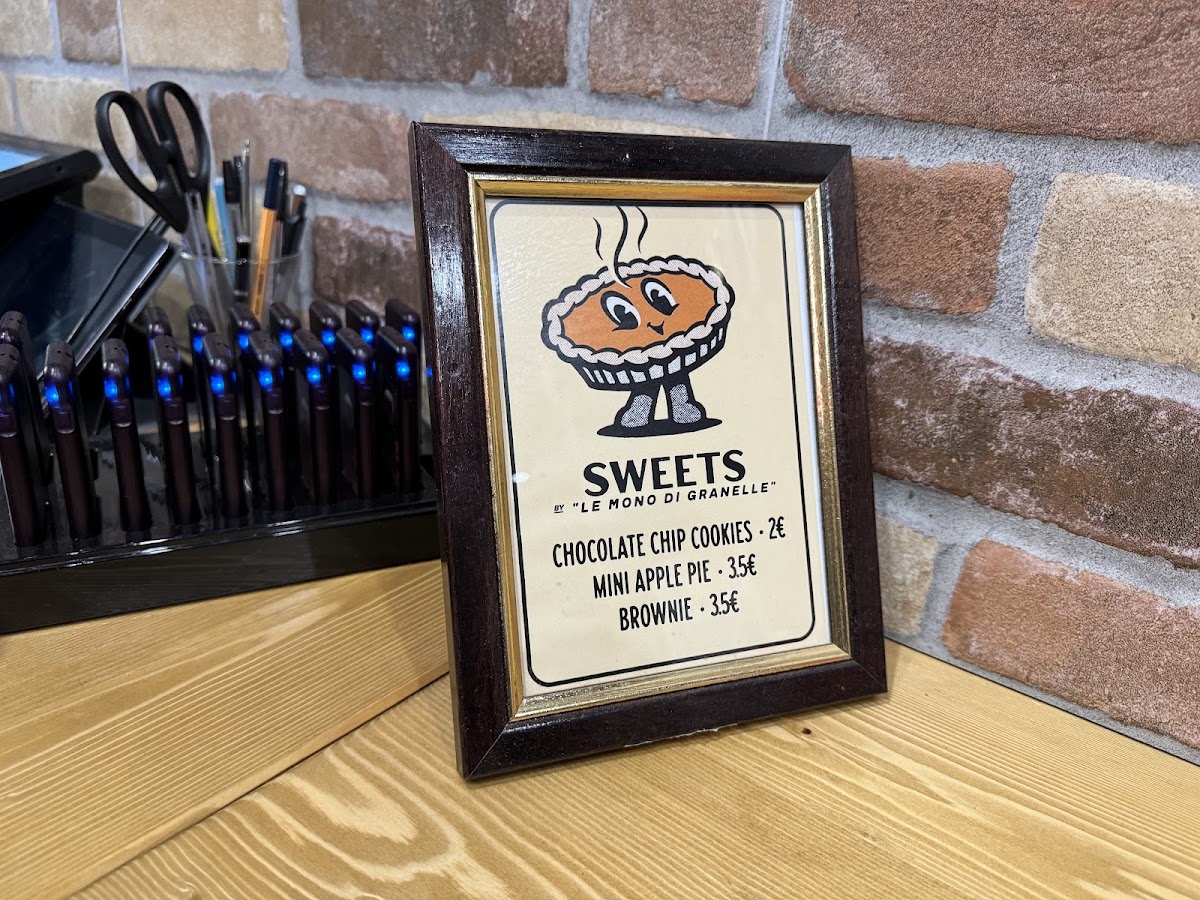 SWEETS
BY "LE MONO DI GRANELLE"
CHOCOLATE CHIP COOKIES • 2€
MINI APPLE PIE • 3.5€
BROWNIE • 3.5€